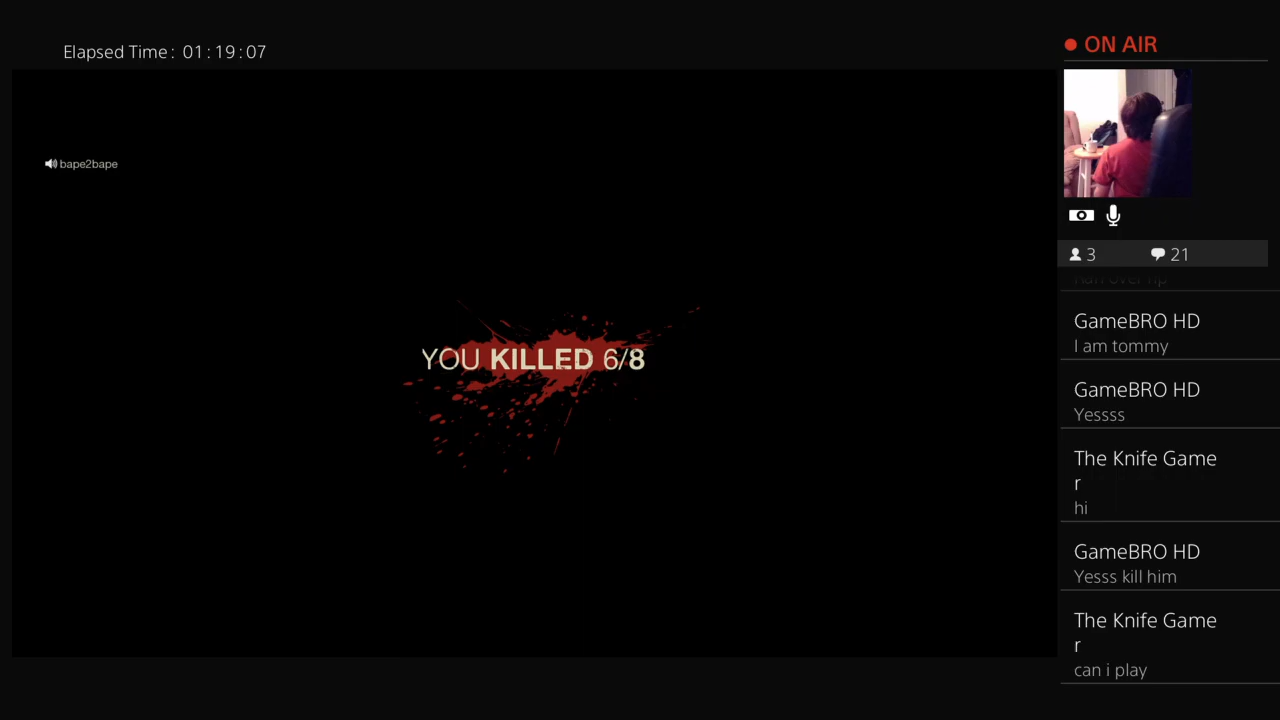 Elapsed Time: 01:19:07
ON AIR
bape2bape
3 21
YOU KILLED 6/8
GameBRO HD
I am tommy
GameBRO HD
Yessss
The Knife Game
r
hi
GameBRO HD
Yesss kill him
The Knife Game
r
can i play